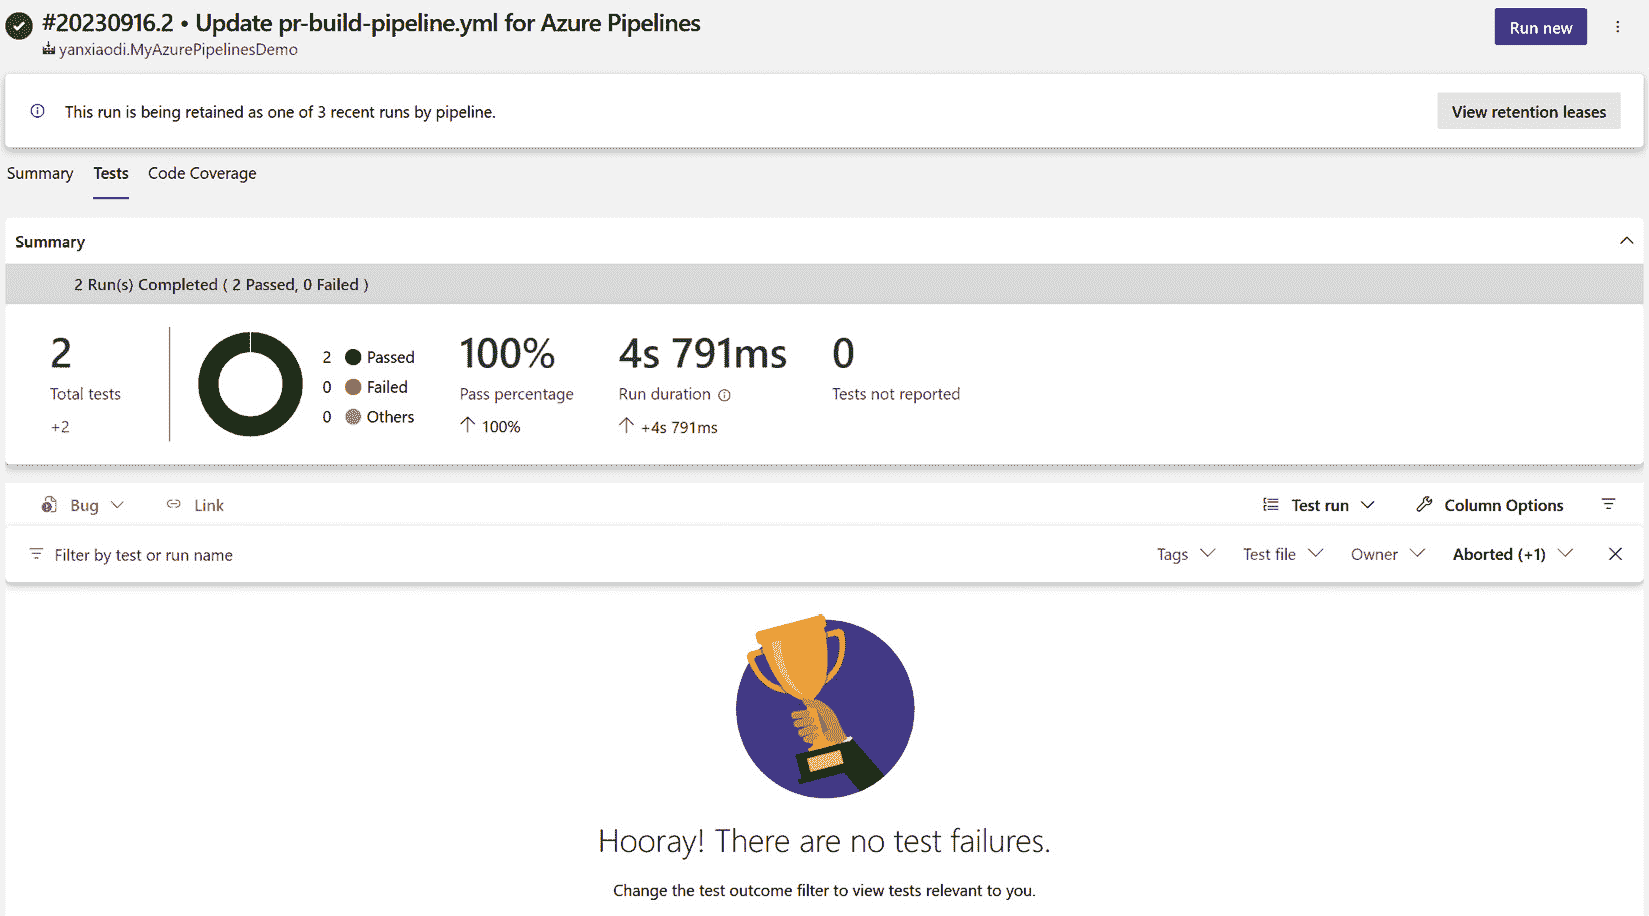 #20230916.2 • Update pr-build-pipeline.yml for Azure Pipelines
Run new
yanxiaodi.MyAzurePipelinesDemo
This run is being retained as one of 3 recent runs by pipeline.
View retention leases
Summary Tests Code Coverage
Summary
2 Run(s) Completed ( 2 Passed, 0 Failed )
2
Total tests
+2
2 Passed
0 Failed
0 Others
100%
Pass percentage
100%
4s 791ms
Run duration
+4s 791ms
0
Tests not reported
Bug Link Test run Column Options
Filter by test or run name Tags Test file Owner Aborted (+1)
Hooray! There are no test failures.
Change the test outcome filter to view tests relevant to you.